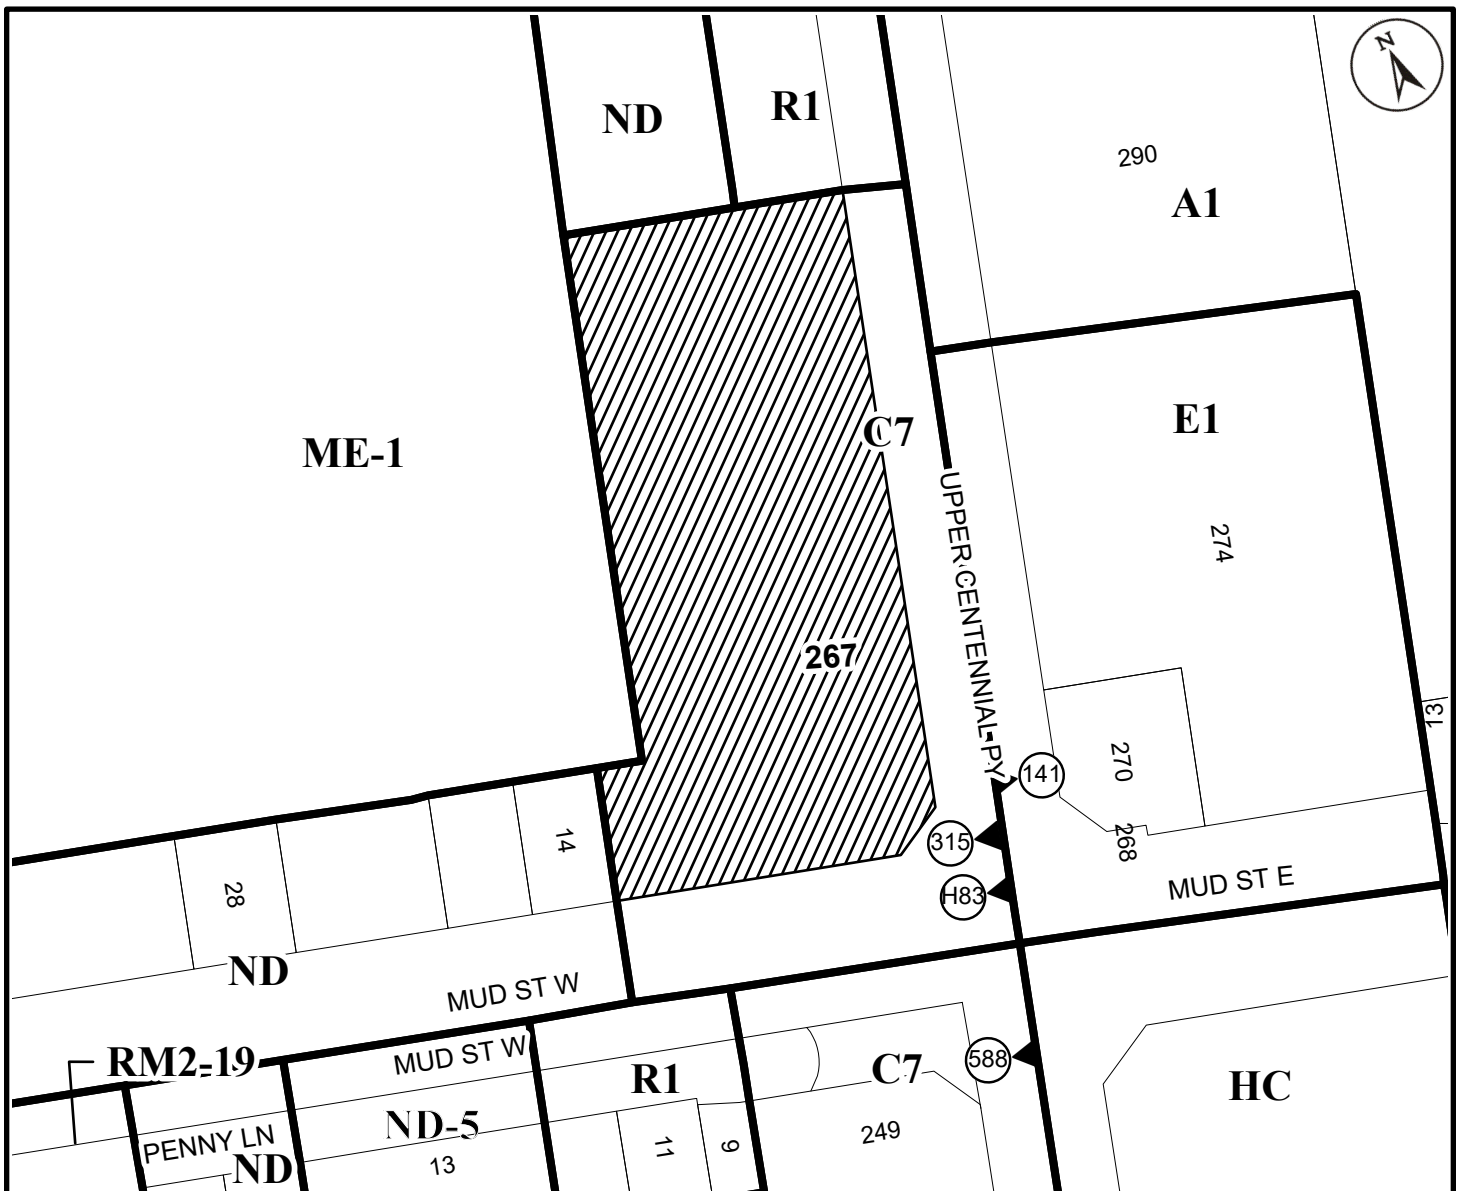 N
ND
R1
290
A1
C7
E1
ME-1
UPPER CENTENNIAL PY
274
267
13
270
141
14
315
268
28
H83
MUD ST E
ND
MUD ST W
MUD ST W
RM2-19
R1
C7
588
HC
ND-5
PENNY LN
249
11
9
ND
13